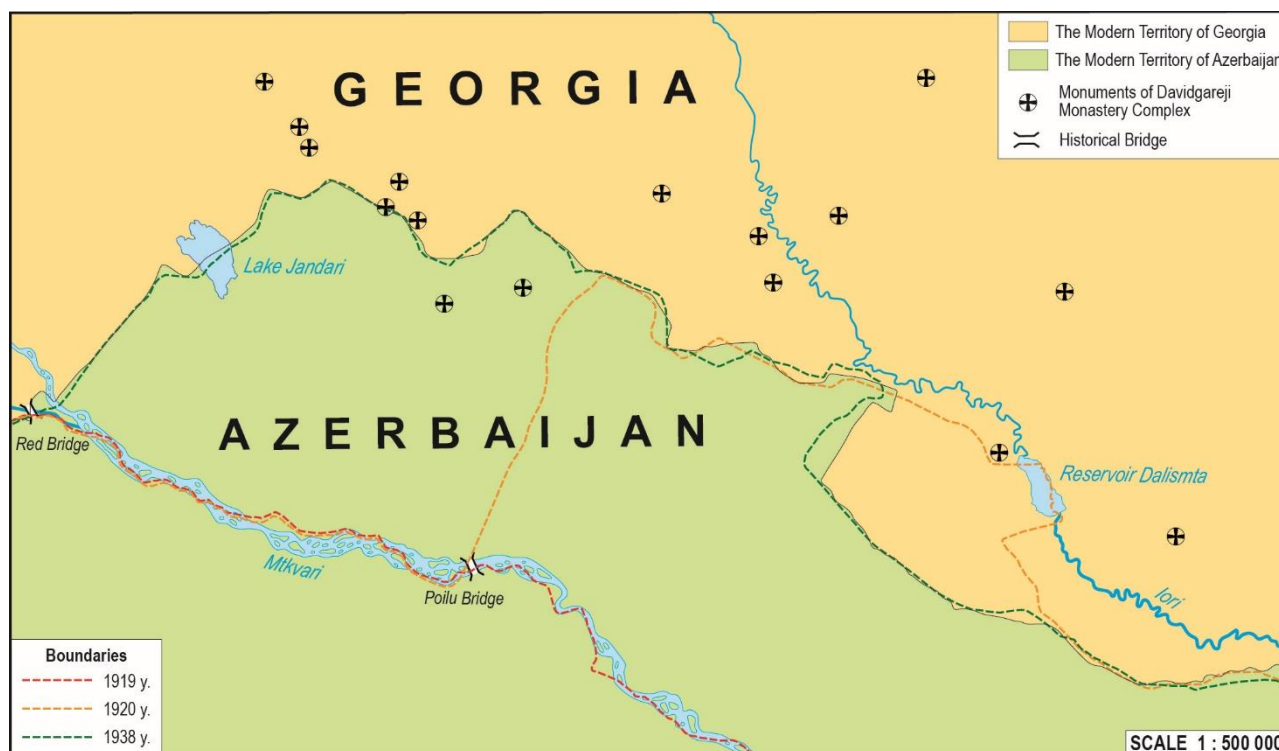 GEORGIA
The Modern Territory of Georgia
The Modern Territory of Azerbaijan
Monuments of Davidgareji
Monastery Complex
Historical Bridge
Lake Jandari
AZERBAIJAN
Red Bridge
Reservoir Dalismta
Mtkvari
Poilu Bridge
Iori
Boundaries
1919 y.
1920 y.
1938 y.
SCALE 1 : 500 000